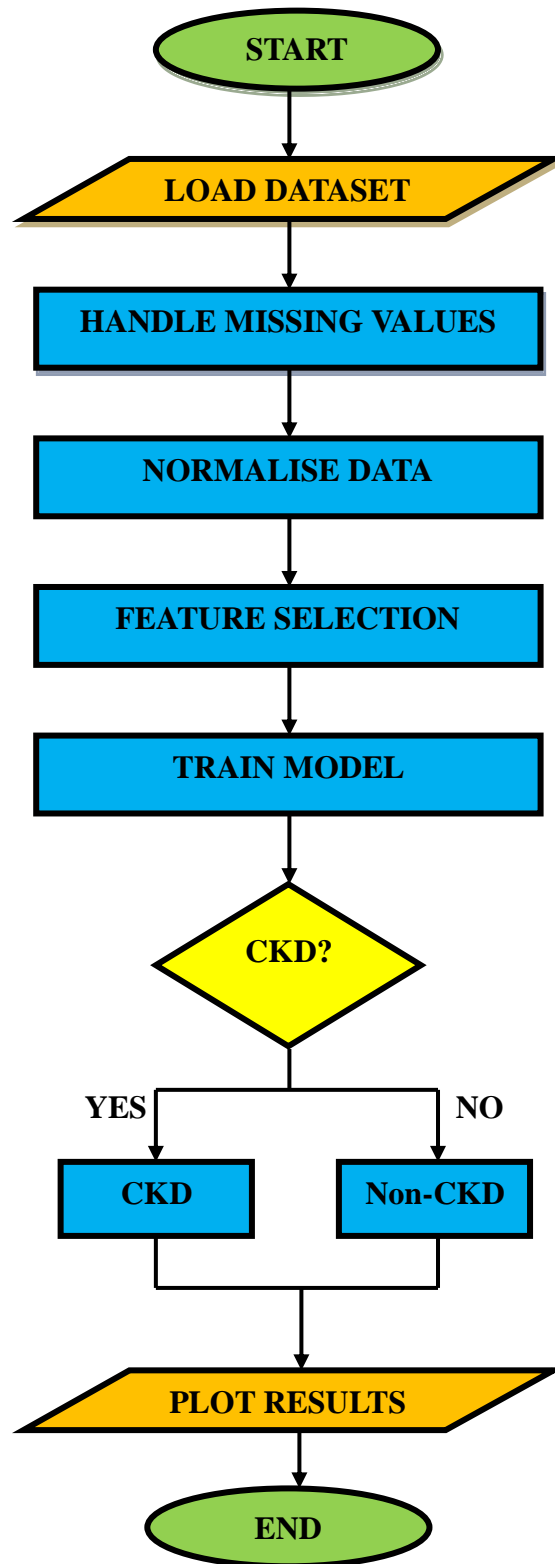 START
LOAD DATASET
HANDLE MISSING VALUES
NORMALISE DATA
FEATURE SELECTION
TRAIN MODEL
CKD?
YES
NO
CKD
Non-CKD
PLOT RESULTS
END